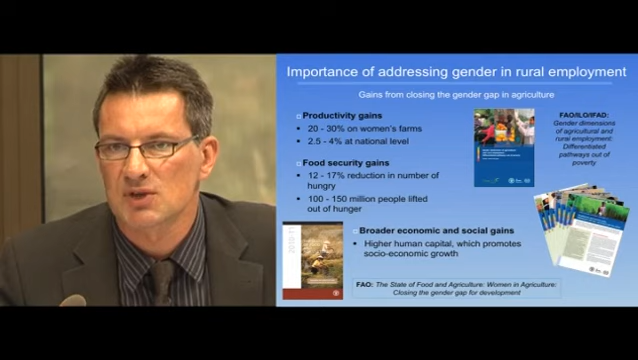 Importance of addressing gender in rural employment
Gains from closing the gender gap in agriculture
Productivity gains
20 - 30% on women's farms
2.5 - 4% at national level
Food security gains
12 - 17% reduction in number of
hungry
100 - 150 million people lifted
out of hunger
FAO/ILO/IFAD:
Gender dimensions
of agricultural and
rural employment:
Differentiated
pathways out of
poverty
Broader economic and social gains
Higher human capital, which promotes
socio-economic growth
FAO: The State of Food and Agriculture: Women in Agriculture:
Closing the gender gap for development